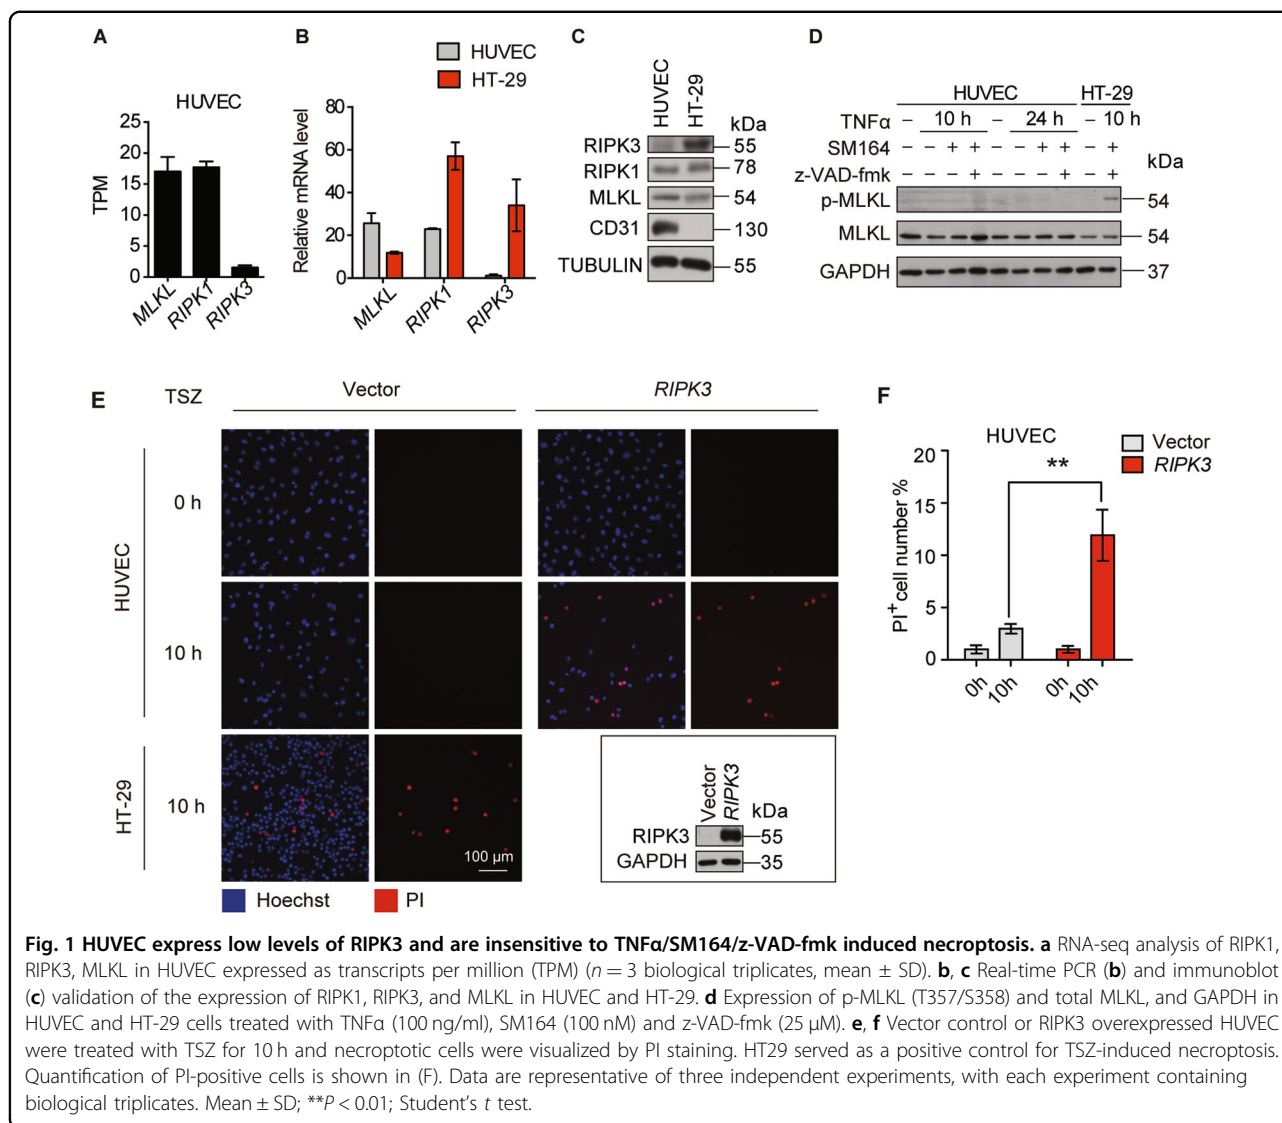 A
HUVEC
TPM
25
20
15
10
5
0
MLKL
RIPK1
RIPK3
B
HUVEC
HT-29
Relative mRNA level
80
60
40
20
0
MLKL
RIPK1
RIPK3
C
HUVEC
HT-29
kDa
RIPK3 55
RIPK1 78
MLKL 54
CD31 130
TUBULIN 55
D
HUVEC HT-29
TNFα – 10 h – 24 h – 10 h
SM164 – – + + – – + + – +
z-VAD-fmk – – – + – – – + – +
kDa
p-MLKL 54
MLKL 54
GAPDH 37
E
TSZ
Vector
RIPK3
HUVEC
0 h
10 h
HT-29
10 h
100 µm
Hoechst
PI
Vector
RIPK3
kDa
RIPK3 55
GAPDH 35
F
HUVEC
Vector
RIPK3
**
PI+ cell number %
20
15
10
5
0
0h
10h
0h
10h
Fig. 1 HUVEC express low levels of RIPK3 and are insensitive to TNFα/SM164/z-VAD-fmk induced necroptosis. a RNA-seq analysis of RIPK1,
RIPK3, MLKL in HUVEC expressed as transcripts per million (TPM) (n = 3 biological triplicates, mean ± SD). b, c Real-time PCR (b) and immunoblot
(c) validation of the expression of RIPK1, RIPK3, and MLKL in HUVEC and HT-29. d Expression of p-MLKL (T357/S358) and total MLKL, and GAPDH in
HUVEC and HT-29 cells treated with TNFα (100 ng/ml), SM164 (100 nM) and z-VAD-fmk (25 µM). e, f Vector control or RIPK3 overexpressed HUVEC
were treated with TSZ for 10 h and necroptotic cells were visualized by PI staining. HT29 served as a positive control for TSZ-induced necroptosis.
Quantification of PI-positive cells is shown in (F). Data are representative of three independent experiments, with each experiment containing
biological triplicates. Mean ± SD; **P < 0.01; Student's t test.